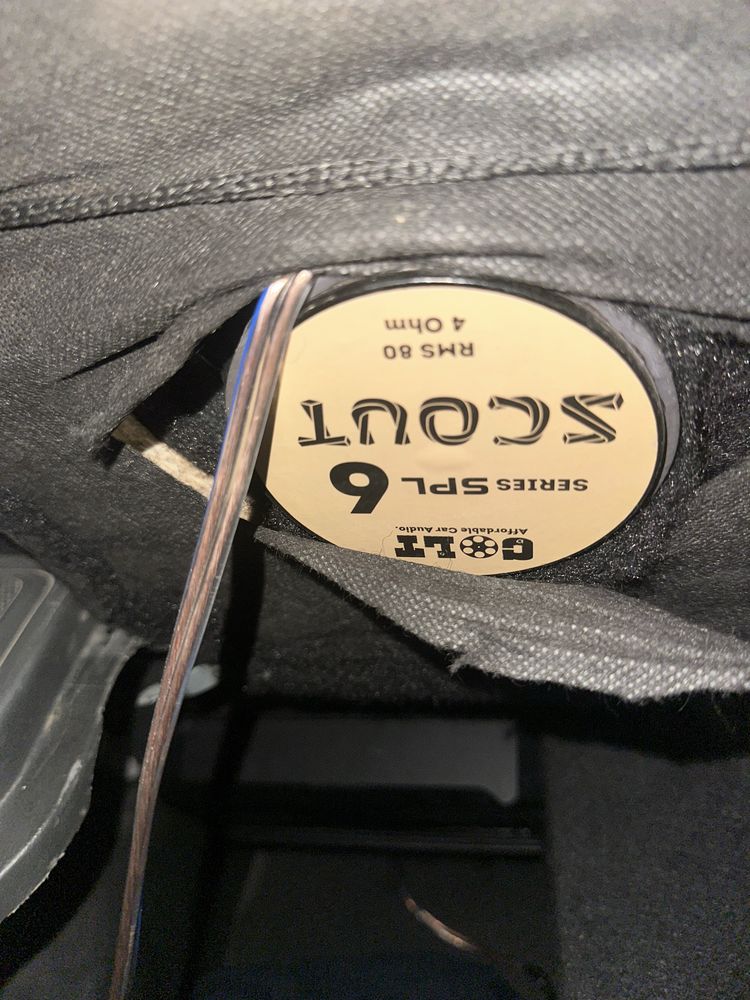 COLT
Affordable Car Audio.
SERIES SPL 6
SCOUT
RMS 80
4 Ohm